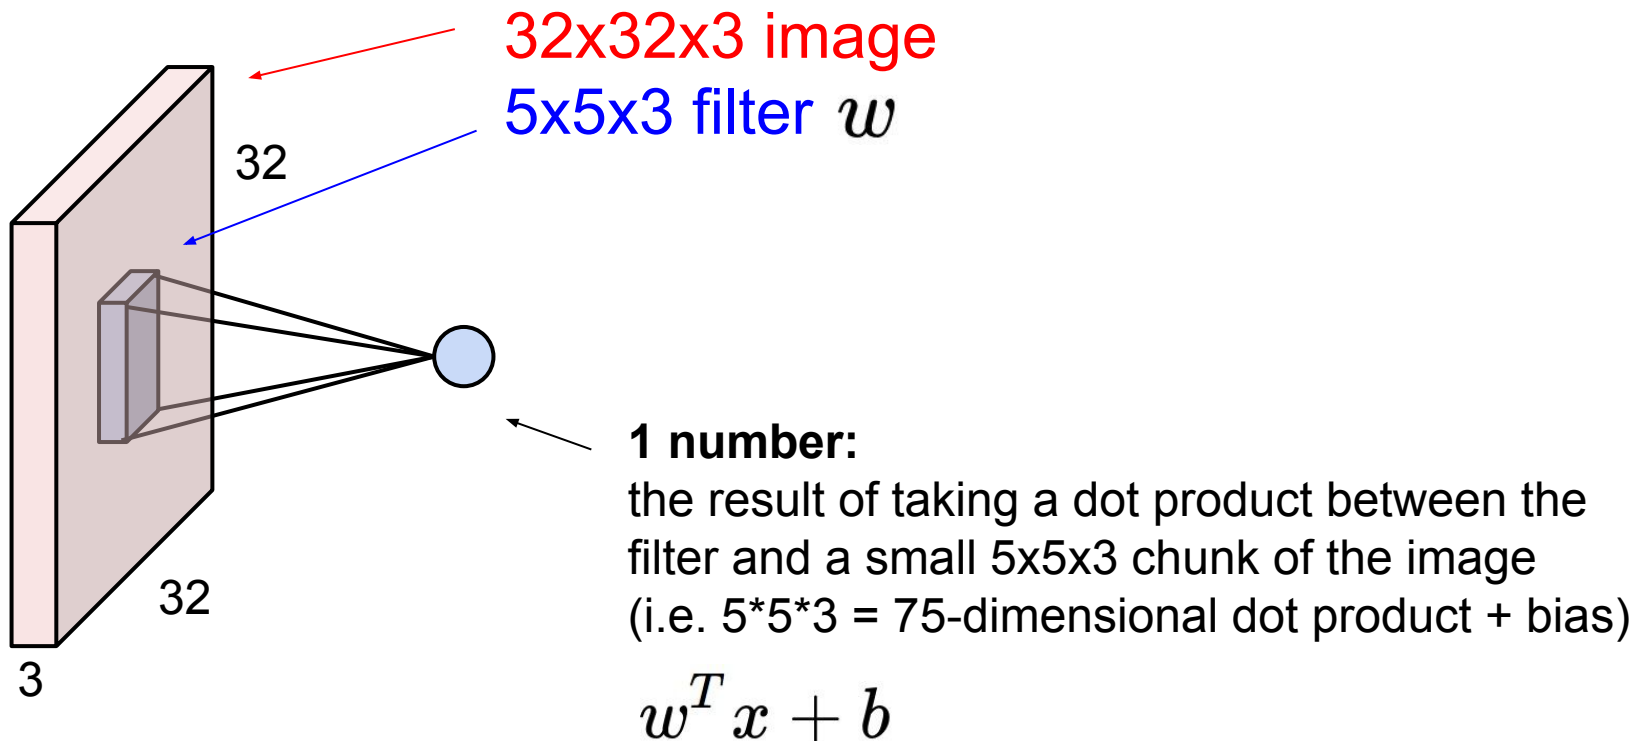 32x32x3 image
5x5x3 filter w
32
32
3
1 number:
the result of taking a dot product between the
filter and a small 5x5x3 chunk of the image
(i.e. 5*5*3 = 75-dimensional dot product + bias)
w^T x + b